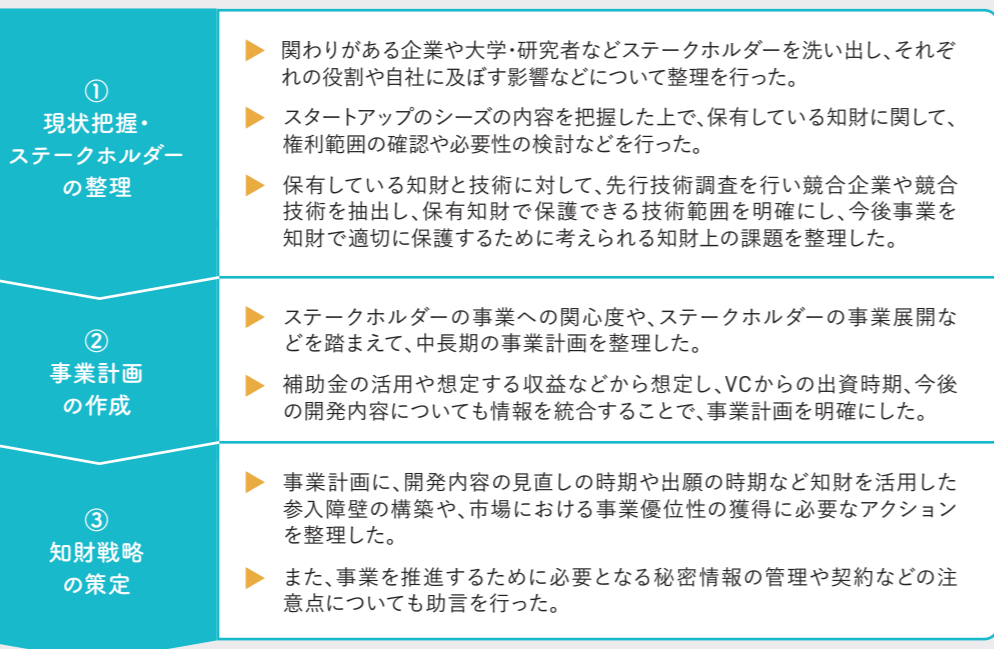 ①
現状把握・
ステークホルダー
の整理
▶ 関わりがある企業や大学・研究者などステークホルダーを洗い出し、それぞ
れの役割や自社に及ぼす影響などについて整理を行った。
▶ スタートアップのシーズの内容を把握した上で、保有している知財に関して、
権利範囲の確認や必要性の検討などを行った。
▶ 保有している知財と技術に対して、先行技術調査を行い競合企業や競合
技術を抽出し、保有知財で保護できる技術範囲を明確にし、今後事業を
知財で適切に保護するために考えられる知財上の課題を整理した。
②
事業計画
の作成
▶ ステークホルダーの事業への関心度や、ステークホルダーの事業展開な
どを踏まえて、中長期の事業計画を整理した。
▶ 補助金の活用や想定する収益などから想定し、VCからの出資時期、今後
の開発内容についても情報を統合することで、事業計画を明確にした。
③
知財戦略
の策定
▶ 事業計画に、開発内容の見直しの時期や出願の時期など知財を活用した
参入障壁の構築や、市場における事業優位性の獲得に必要なアクション
を整理した。
▶ また、事業を推進するために必要となる秘密情報の管理や契約などの注
意点についても助言を行った。